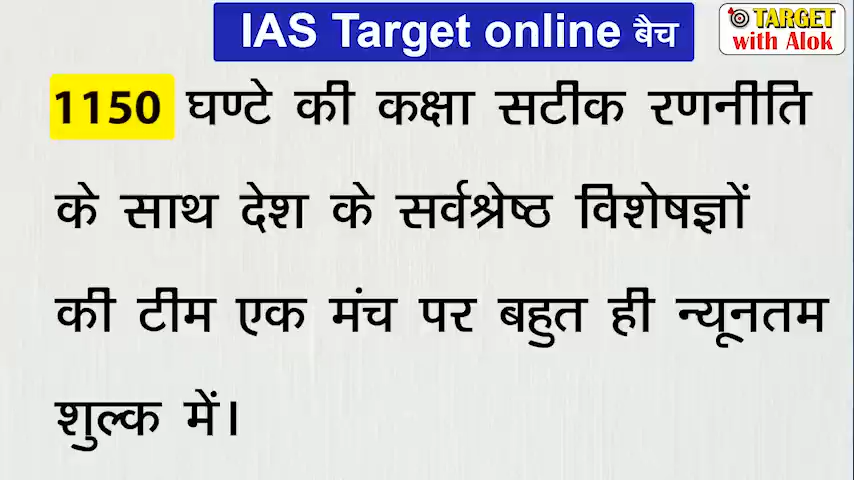 IAS Target online बैच
TARGET
with Alok
1150 घण्टे की कक्षा सटीक रणनीति
के साथ देश के सर्वश्रेष्ठ विशेषज्ञों
की टीम एक मंच पर बहुत ही न्यूनतम
शुल्क में।